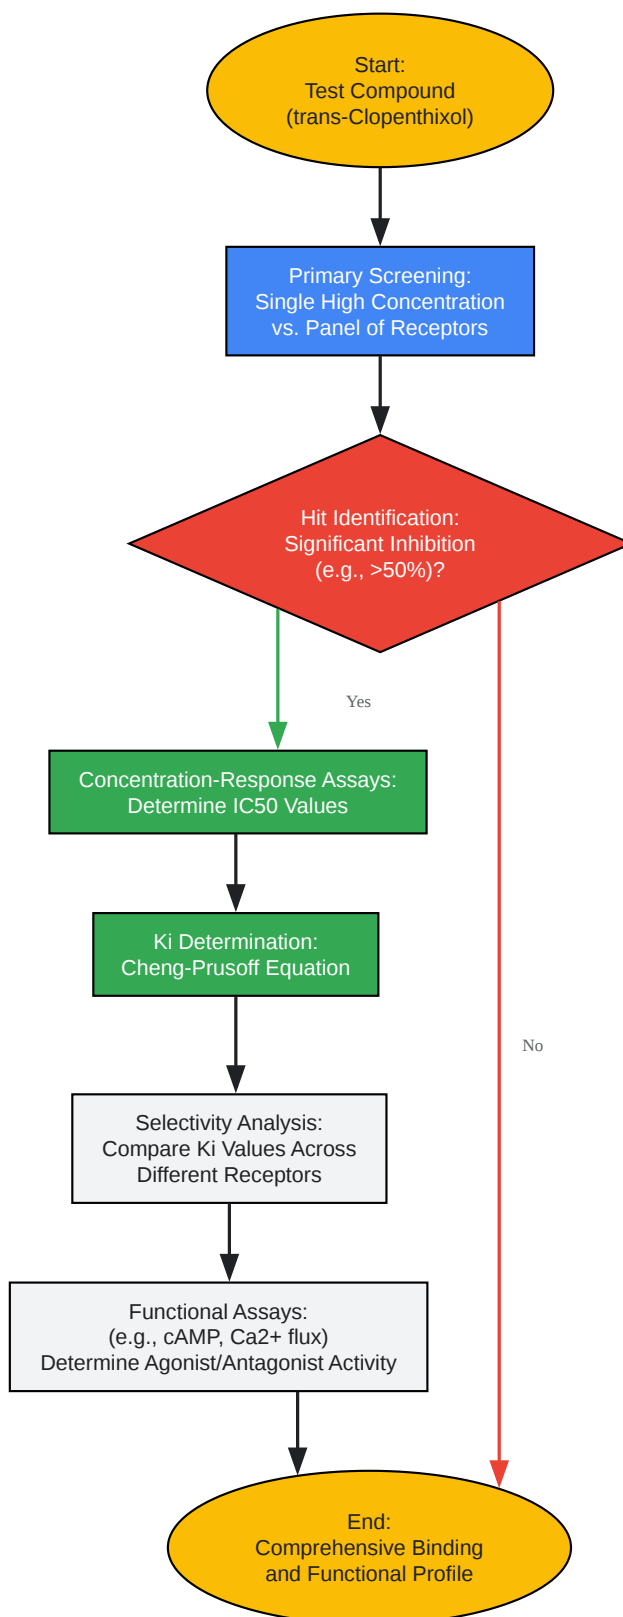 Start:
Test Compound
(trans-Clopenthixol)
Primary Screening:
Single High Concentration
vs. Panel of Receptors
Hit Identification:
Significant Inhibition
(e.g., >50%)?
Yes
Concentration-Response Assays:
Determine IC50 Values
Ki Determination:
Cheng-Prusoff Equation
No
Selectivity Analysis:
Compare Ki Values Across
Different Receptors
Functional Assays:
(e.g., cAMP, Ca2+ flux)
Determine Agonist/Antagonist Activity
End:
Comprehensive Binding
and Functional Profile